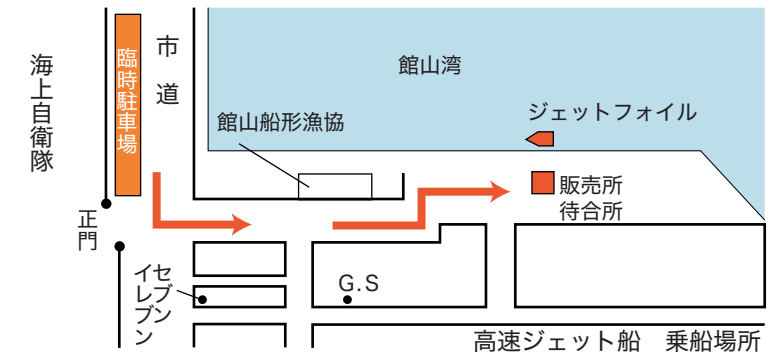 海上自衛隊
臨時駐車場
市道
館山湾
ジェットフォイル
館山船形漁協
販売所
待合所
正門
セブン
イレブン
G.S
高速ジェット船　乗船場所